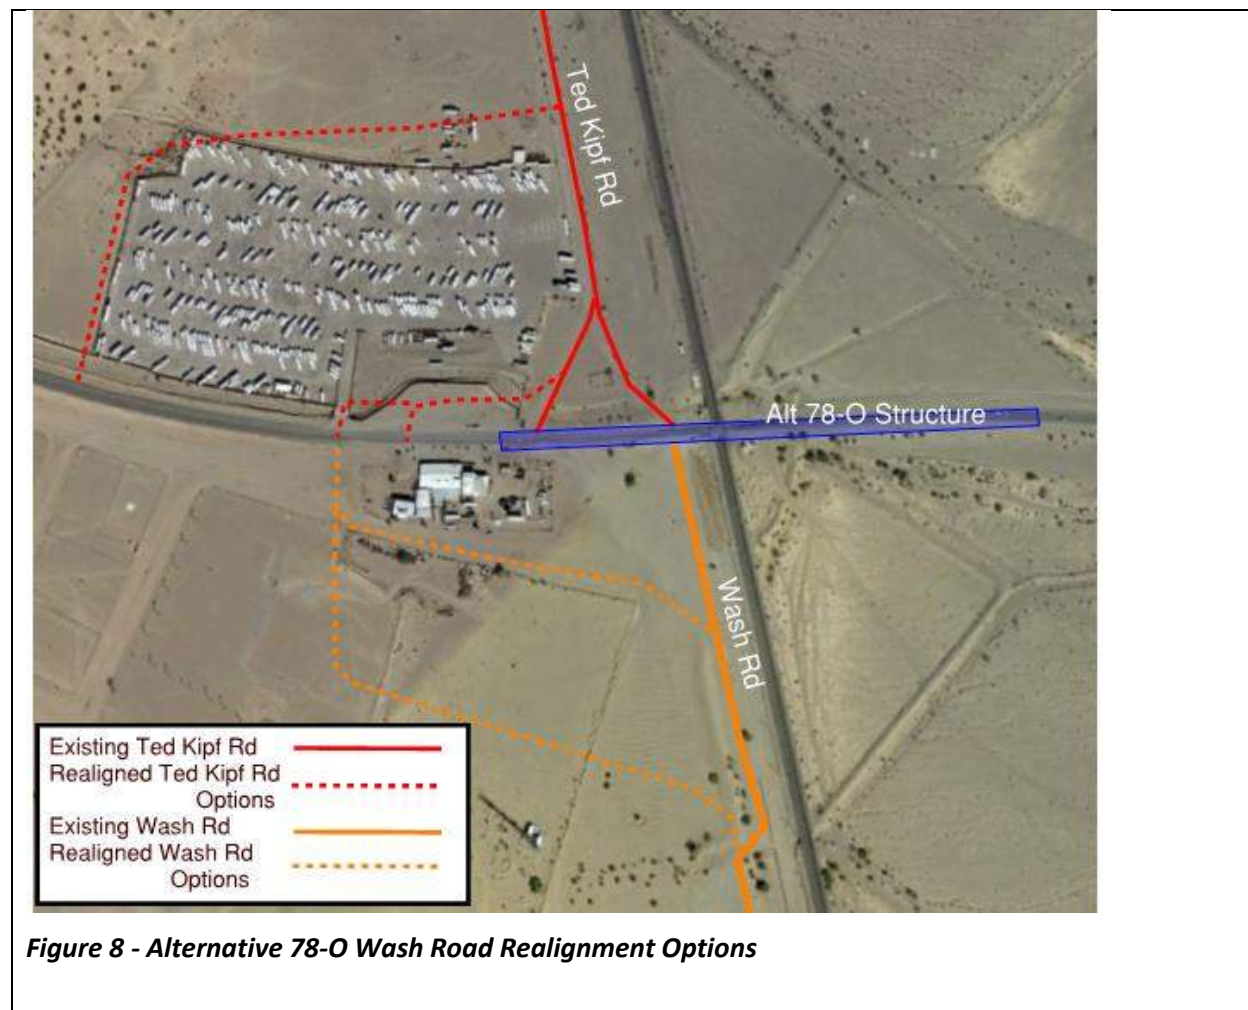 Ted Kipf Rd
Alt 78-O Structure
Wash Rd
Existing Ted Kipf Rd
Realigned Ted Kipf Rd
Options
Existing Wash Rd
Realigned Wash Rd
Options
Figure 8 - Alternative 78-O Wash Road Realignment Options